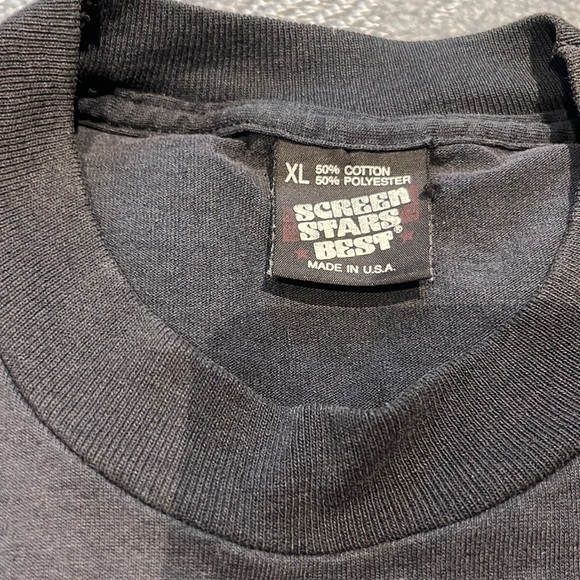 XL 50% COTTON
50% POLYESTER
SCREEN
STARS®
BEST
MADE IN U.S.A.